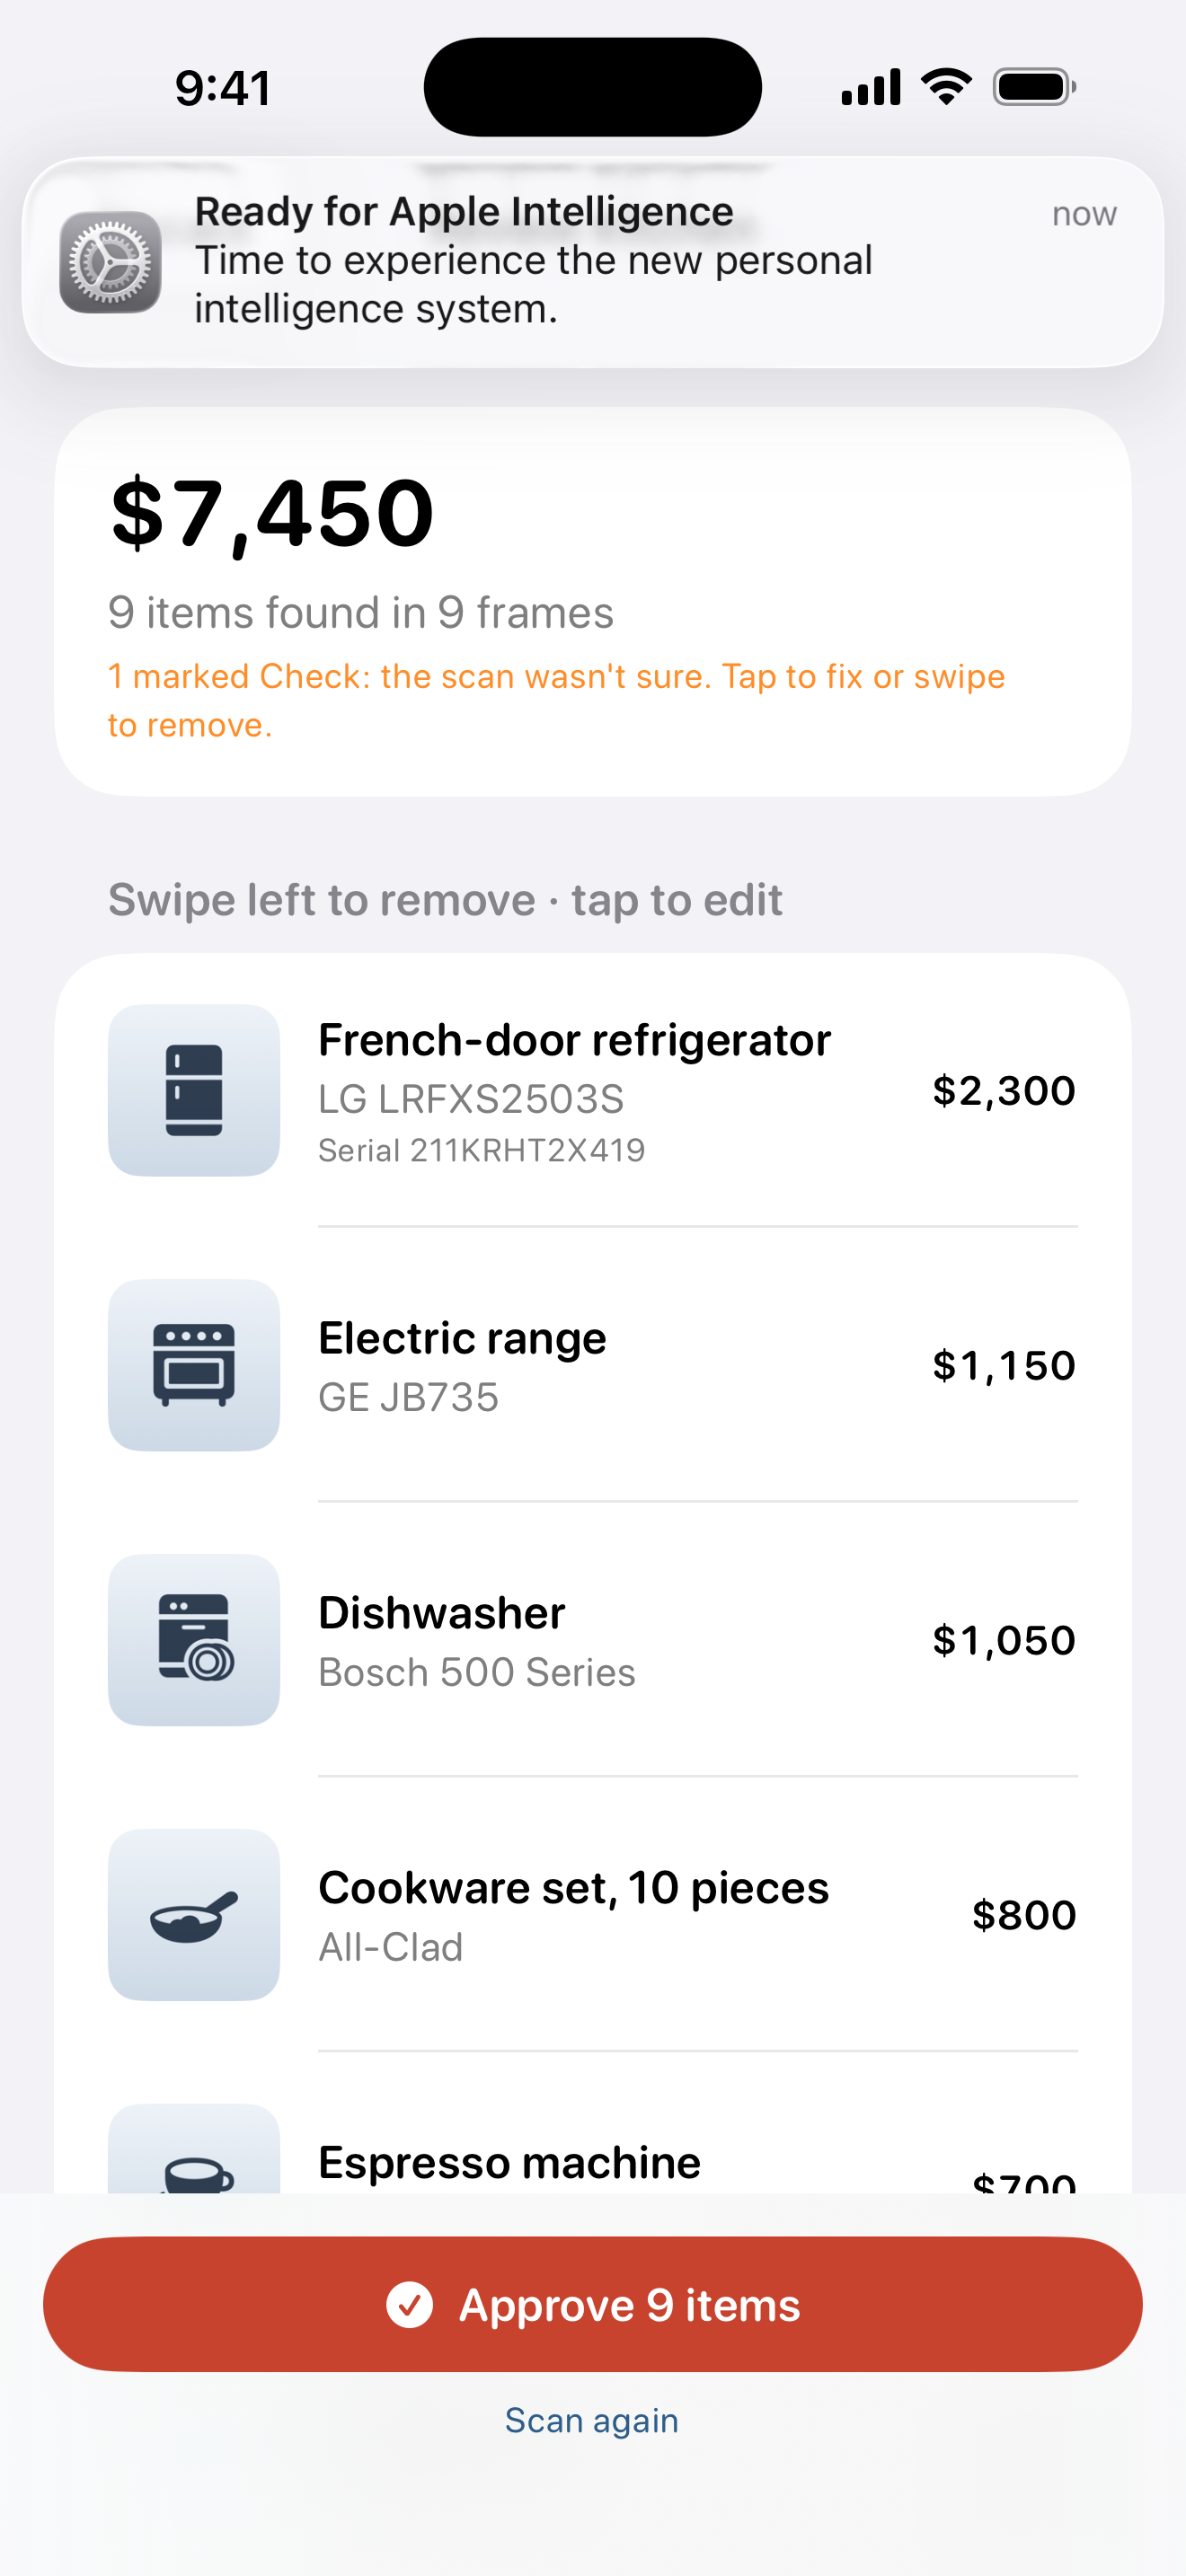 9:41
Ready for Apple Intelligence
now
Time to experience the new personal
intelligence system.
$7,450
9 items found in 9 frames
1 marked Check: the scan wasn't sure. Tap to fix or swipe
to remove.
Swipe left to remove · tap to edit
French-door refrigerator
LG LRFXS2503S
Serial 211KRHT2X419
$2,300
Electric range
GE JB735
$1,150
Dishwasher
Bosch 500 Series
$1,050
Cookware set, 10 pieces
All-Clad
$800
Espresso machine
$700
Approve 9 items
Scan again